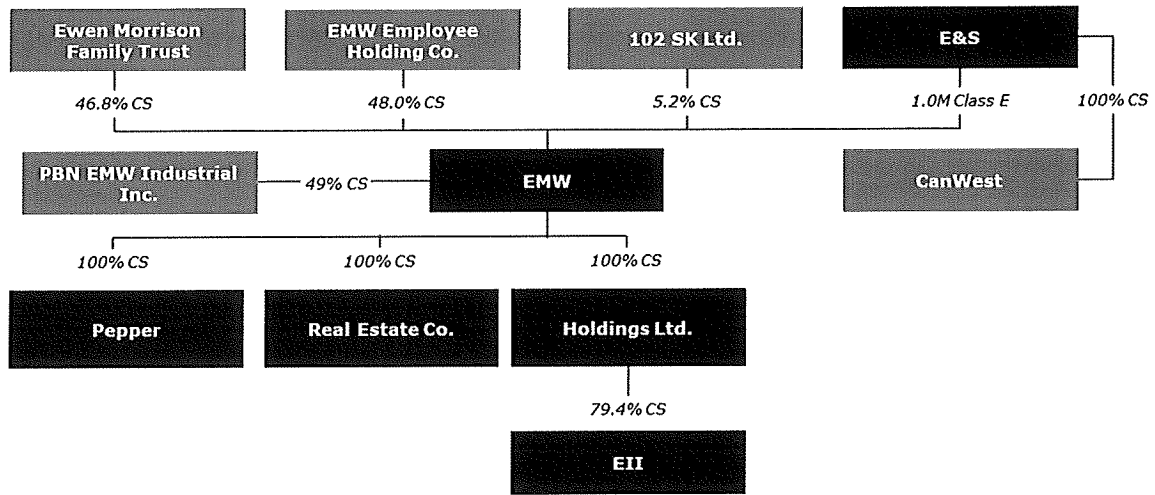 Ewen Morrison
Family Trust
EMW Employee
Holding Co.
102 SK Ltd.
E&S
46.8% CS
48.0% CS
5.2% CS
1.0M Class E
100% CS
PBN EMW Industrial
Inc.
49% CS
EMW
CanWest
100% CS
100% CS
100% CS
Pepper
Real Estate Co.
Holdings Ltd.
79.4% CS
EII